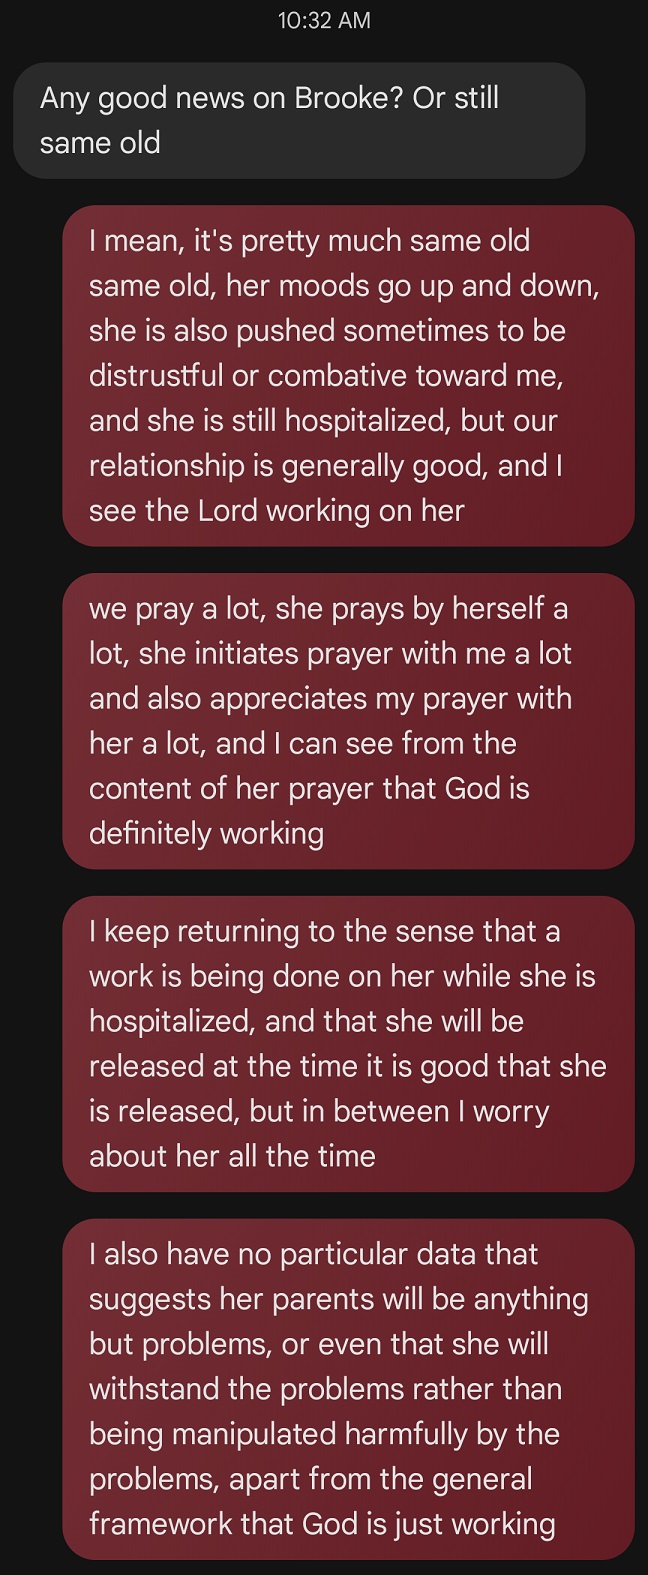 10:32 AM
Any good news on Brooke? Or still
same old
I mean, it's pretty much same old
same old, her moods go up and down,
she is also pushed sometimes to be
distrustful or combative toward me,
and she is still hospitalized, but our
relationship is generally good, and I
see the Lord working on her
we pray a lot, she prays by herself a
lot, she initiates prayer with me a lot
and also appreciates my prayer with
her a lot, and I can see from the
content of her prayer that God is
definitely working
I keep returning to the sense that a
work is being done on her while she is
hospitalized, and that she will be
released at the time it is good that she
is released, but in between I worry
about her all the time
I also have no particular data that
suggests her parents will be anything
but problems, or even that she will
withstand the problems rather than
being manipulated harmfully by the
problems, apart from the general
framework that God is just working